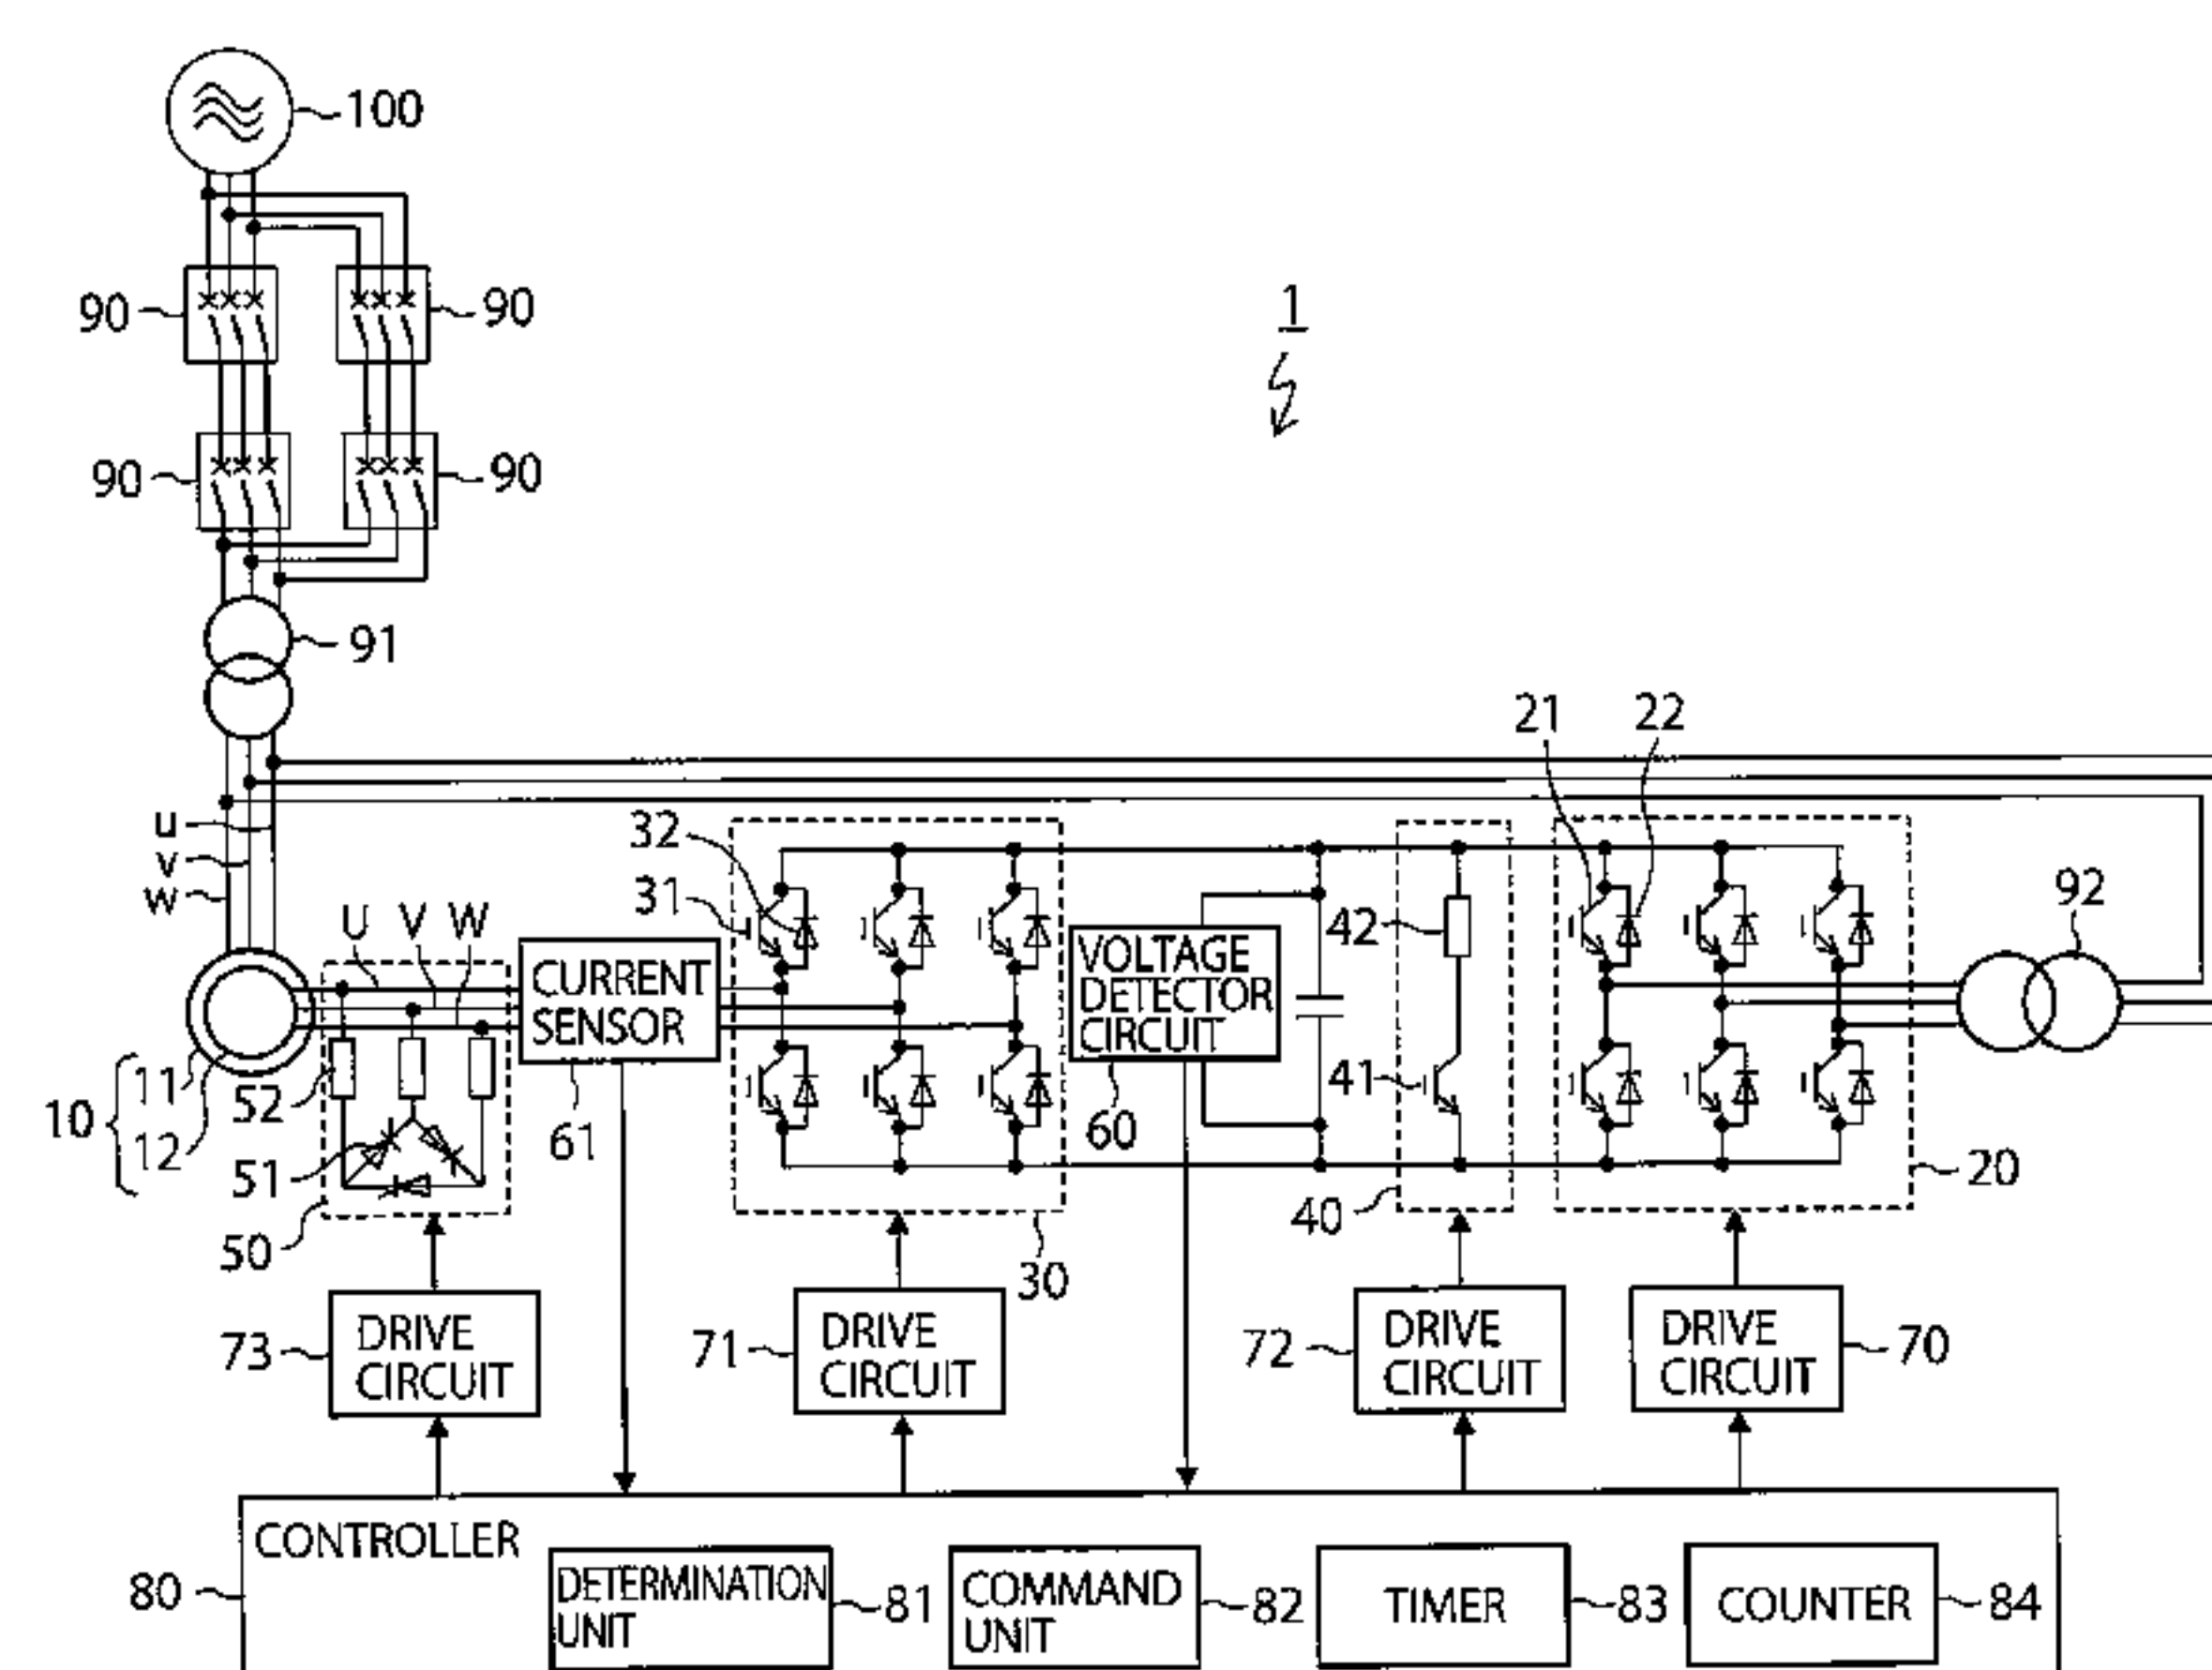 100
90
90
1
90
90
91
21
22
u
v
w
32
31
92
U
V
W
42
CURRENT
SENSOR
VOLTAGE
DETECTOR
CIRCUIT
10
11
12
52
51
50
61
60
41
40
20
30
73
DRIVE
CIRCUIT
71
DRIVE
CIRCUIT
72
DRIVE
CIRCUIT
DRIVE
CIRCUIT
70
CONTROLLER
80
DETERMINATION
UNIT
81
COMMAND
UNIT
82
TIMER
83
COUNTER
84